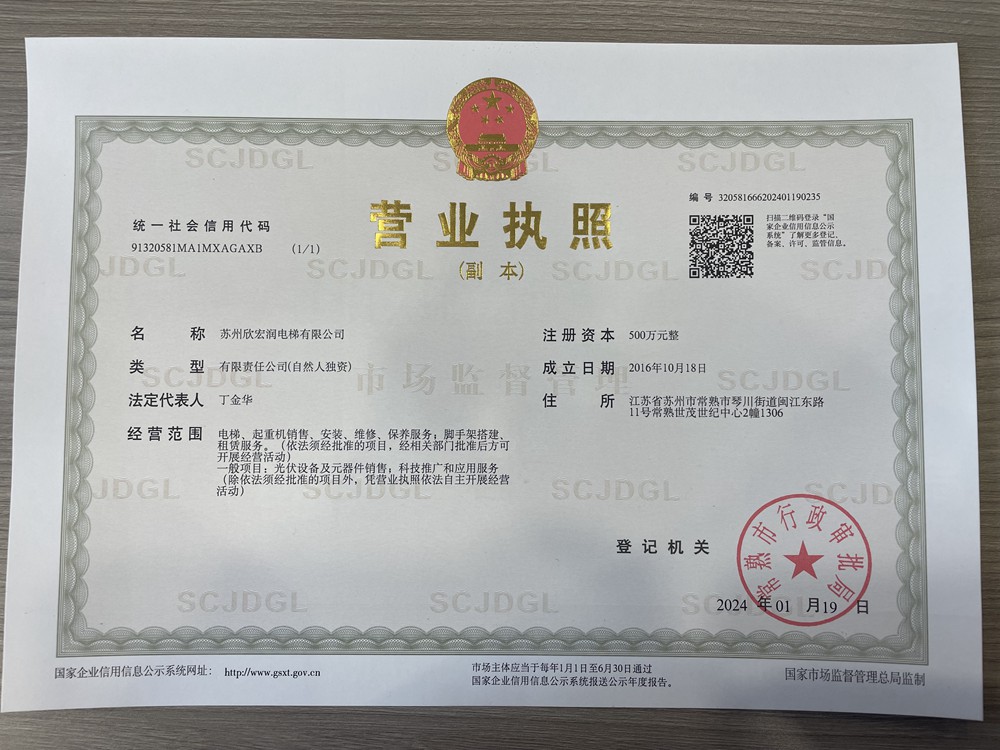 编 号 320581666202401190235
统一社会信用代码
91320581MA1MXAGAXB (1/1)
营业执照
(副 本)
扫描二维码登录“国
家企业信用信息公示
系统”了解更多登记、
备案、许可、监管信息。
名 称 苏州欣宏润电梯有限公司
类 型 有限责任公司(自然人独资)
法定代表人 丁金华
经营范围 电梯、起重机销售、安装、维修、保养服务；脚手架搭建、
租赁服务。（依法须经批准的项目，经相关部门批准后方可
开展经营活动）
一般项目：光伏设备及元器件销售；科技推广和应用服务
（除依法须经批准的项目外，凭营业执照依法自主开展经营
活动）
注册资本 500万元整
成立日期 2016年10月18日
住 所 江苏省苏州市常熟市琴川街道闽江东路
11号常熟世茂世纪中心2幢1306
登记机关
常熟市行政审批局
2024 年 01 月 19 日
国家企业信用信息公示系统网址： http://www.gsxt.gov.cn
市场主体应当于每年1月1日至6月30日通过
国家企业信用信息公示系统报送公示年度报告。
国家市场监督管理总局监制
SCJDGL
市场监督管理